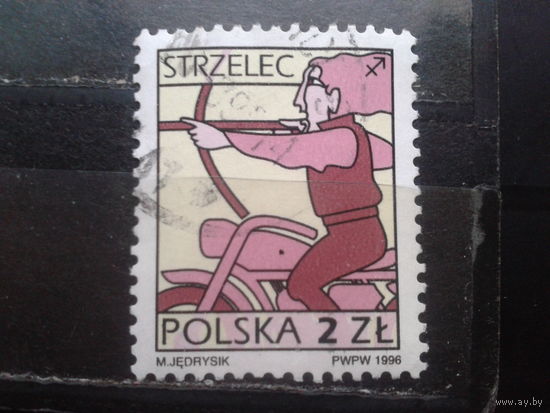 STRZELEC ♐
POLSKA 2 ZŁ
M.JĘDRYSIK PWPW 1996
www.ay.by